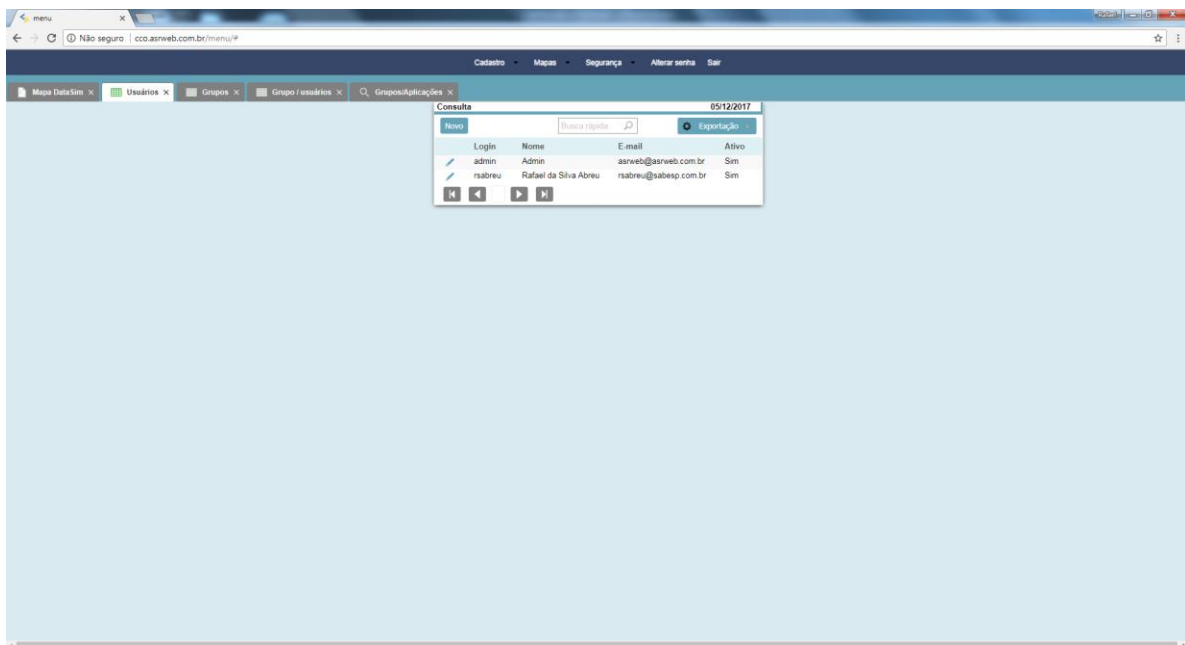 menu
Não seguro | cco.asrweb.com.br/menu/#
Cadastro Mapas Segurança Alterar senha Sair
Mapa DataSim Usuários Grupos Grupo / usuários Grupos/Aplicações
Consulta 05/12/2017
Novo Busca rápida Exportação
Login Nome E-mail Ativo
admin Admin asrweb@asrweb.com.br Sim
rsabreu Rafael da Silva Abreu rsabreu@sabesp.com.br Sim